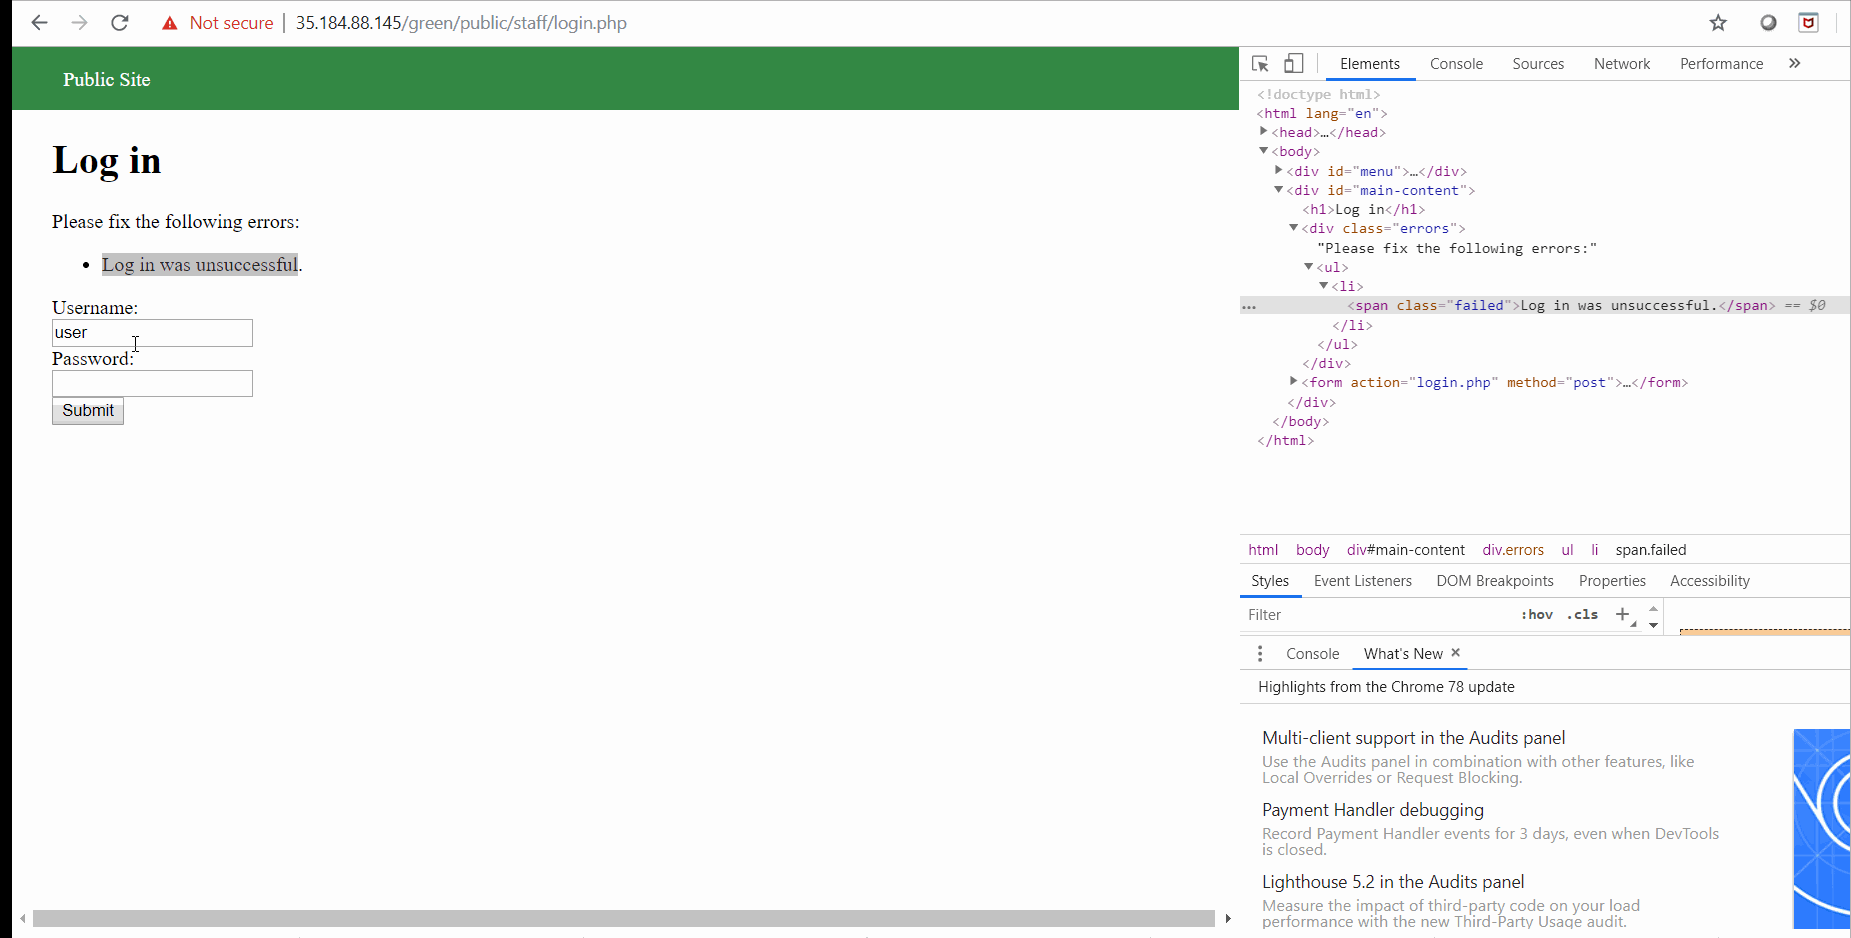 Not secure | 35.184.88.145/green/public/staff/login.php
Public Site
Log in
Please fix the following errors:
• Log in was unsuccessful.
Username:
user
Password:
Submit
Elements Console Sources Network Performance »
<!doctype html>
<html lang="en">
<head>…</head>
<body>
<div id="menu">…</div>
<div id="main-content">
<h1>Log in</h1>
<div class="errors">
"Please fix the following errors:"
<ul>
<li>
… <span class="failed">Log in was unsuccessful.</span> == $0
</li>
</ul>
</div>
<form action="login.php" method="post">…</form>
</div>
</body>
</html>
html body div#main-content div.errors ul li span.failed
Styles Event Listeners DOM Breakpoints Properties Accessibility
Filter :hov .cls +
Console What's New ×
Highlights from the Chrome 78 update
Multi-client support in the Audits panel
Use the Audits panel in combination with other features, like
Local Overrides or Request Blocking.
Payment Handler debugging
Record Payment Handler events for 3 days, even when DevTools
is closed.
Lighthouse 5.2 in the Audits panel
Measure the impact of third-party code on your load
performance with the new Third-Party Usage audit.